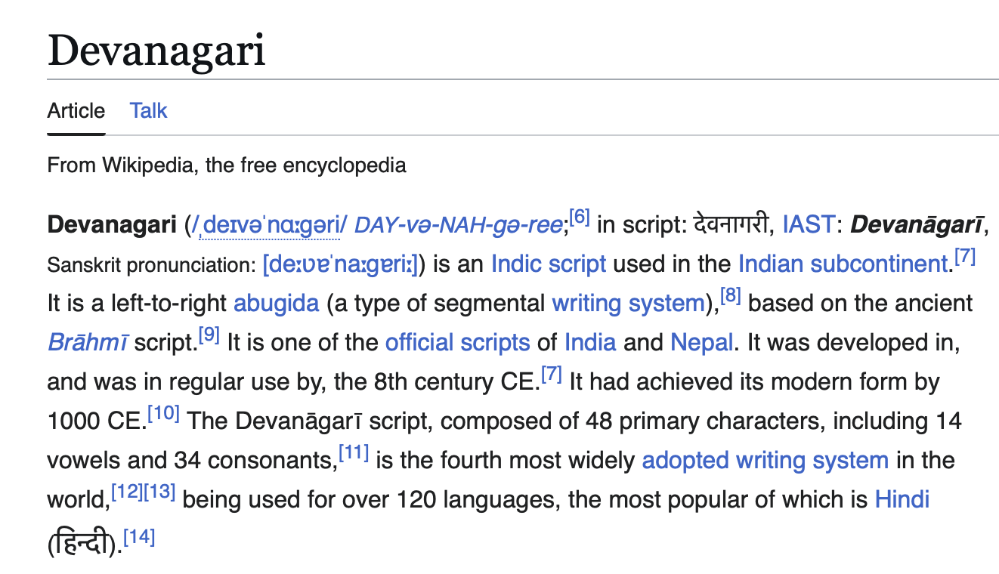 Devanagari
Article Talk
From Wikipedia, the free encyclopedia
Devanagari (/ˌdeɪvəˈnɑːɡəri/ DAY-və-NAH-gə-ree;[6] in script: देवनागरी, IAST: Devanāgarī,
Sanskrit pronunciation: [deːʋɐˈnaːɡɐriː]) is an Indic script used in the Indian subcontinent.[7]
It is a left-to-right abugida (a type of segmental writing system),[8] based on the ancient
Brāhmī script.[9] It is one of the official scripts of India and Nepal. It was developed in,
and was in regular use by, the 8th century CE.[7] It had achieved its modern form by
1000 CE.[10] The Devanāgarī script, composed of 48 primary characters, including 14
vowels and 34 consonants,[11] is the fourth most widely adopted writing system in the
world,[12][13] being used for over 120 languages, the most popular of which is Hindi
(हिन्दी).[14]